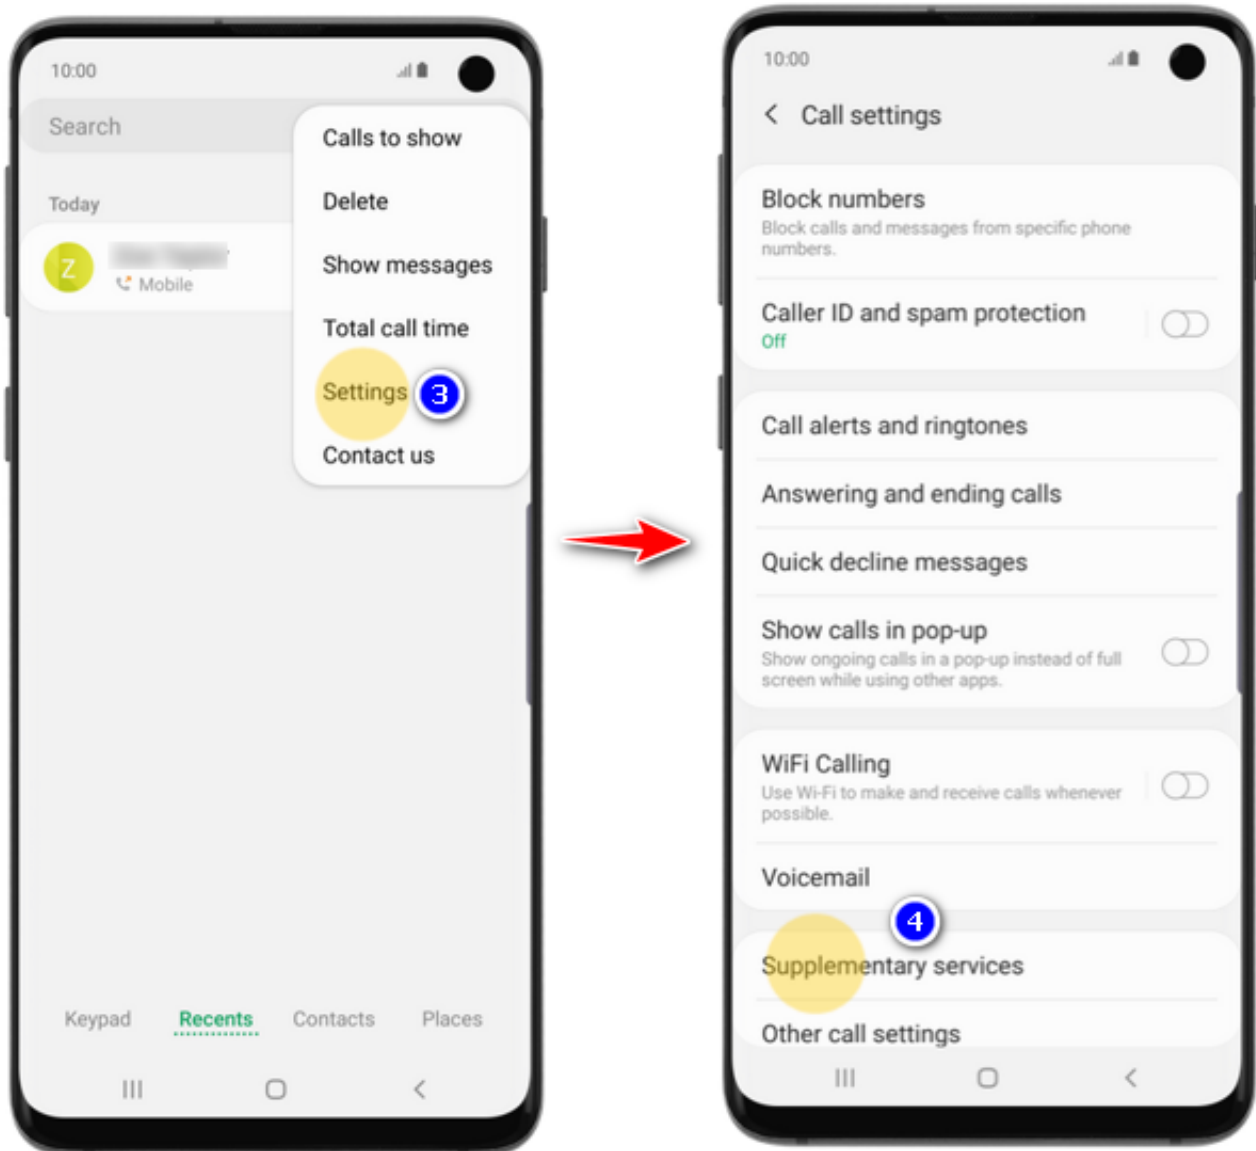 10:00
Search
Calls to show
Delete
Show messages
Total call time
Settings
3
Contact us
Today
Z
Mobile
Keypad
Recents
Contacts
Places
10:00
Call settings
Block numbers
Block calls and messages from specific phone
numbers.
Caller ID and spam protection
Off
Call alerts and ringtones
Answering and ending calls
Quick decline messages
Show calls in pop-up
Show ongoing calls in a pop-up instead of full
screen while using other apps.
WiFi Calling
Use Wi-Fi to make and receive calls whenever
possible.
Voicemail
4
Supplementary services
Other call settings